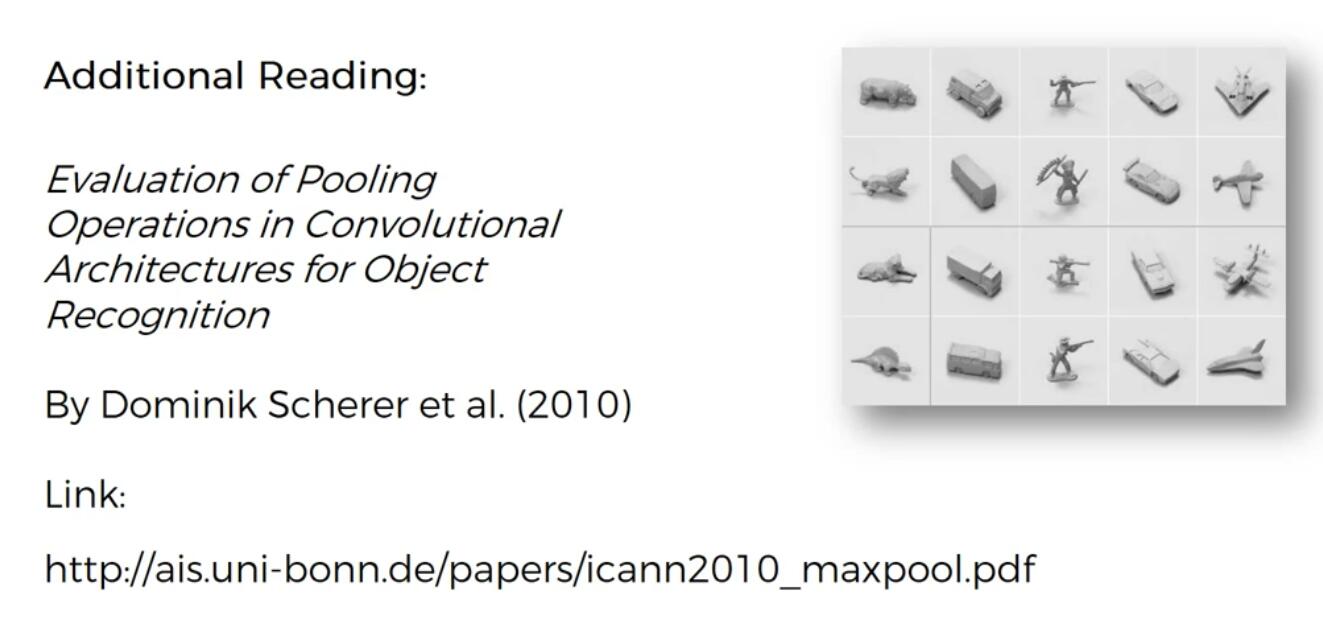 Additional Reading:
Evaluation of Pooling
Operations in Convolutional
Architectures for Object
Recognition
By Dominik Scherer et al. (2010)
Link:
http://ais.uni-bonn.de/papers/icann2010_maxpool.pdf